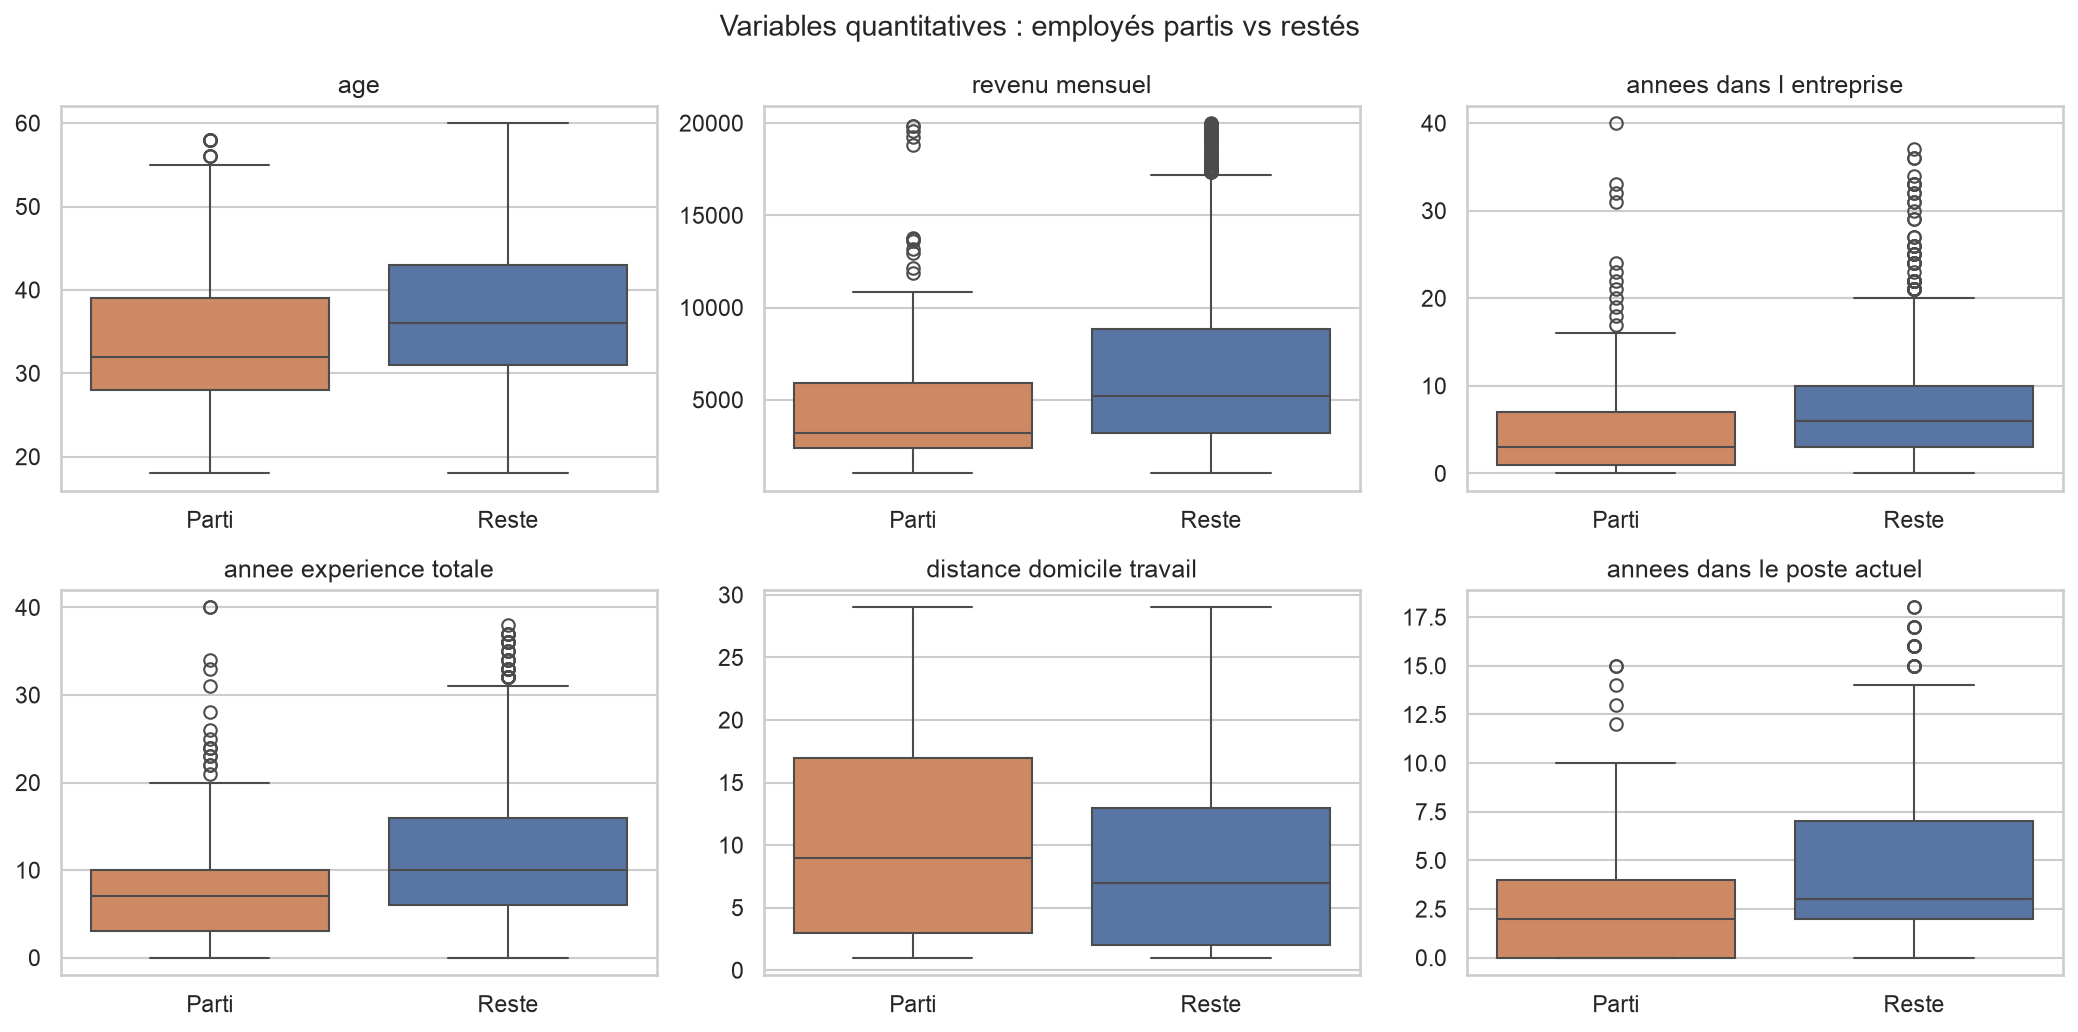 Variables quantitatives : employés partis vs restés
age
60
50
40
30
20
Parti Reste
revenu mensuel
20000
15000
10000
5000
Parti Reste
annees dans l entreprise
40
30
20
10
0
Parti Reste
annee experience totale
40
30
20
10
0
Parti Reste
distance domicile travail
30
25
20
15
10
5
0
Parti Reste
annees dans le poste actuel
17.5
15.0
12.5
10.0
7.5
5.0
2.5
0.0
Parti Reste